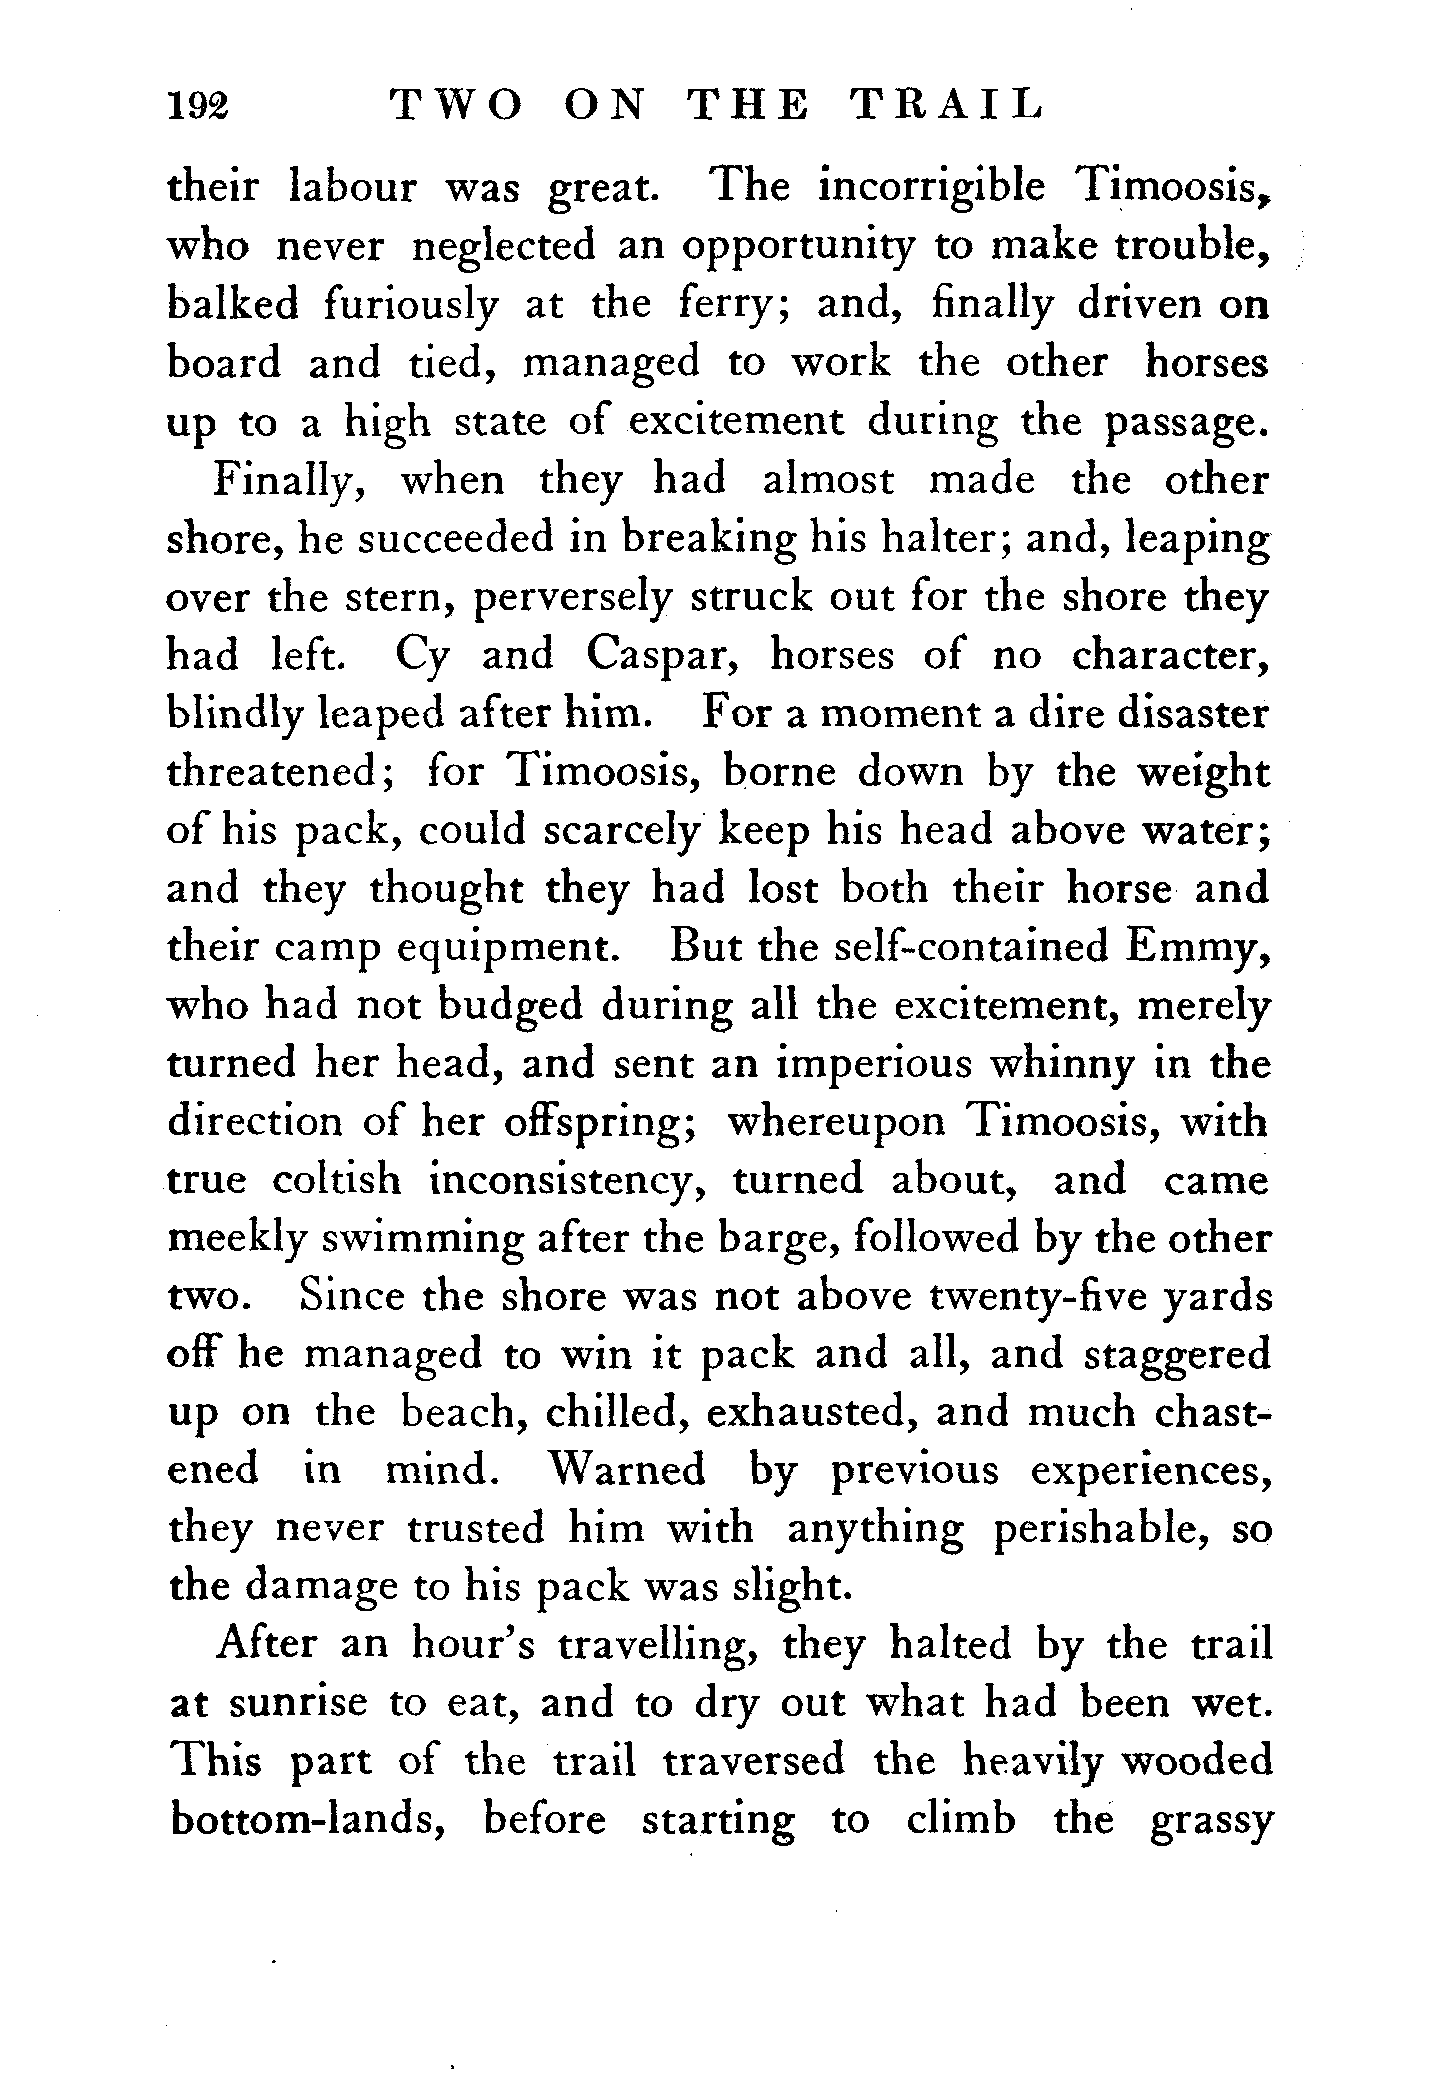 192 TWO ON THE TRAIL
their labour was great. The incorrigible Timoosis,
who never neglected an opportunity to make trouble,
balked furiously at the ferry; and, finally driven on
board and tied, managed to work the other horses
up to a high state of excitement during the passage.
Finally, when they had almost made the other
shore, he succeeded in breaking his halter; and, leaping
over the stern, perversely struck out for the shore they
had left. Cy and Caspar, horses of no character,
blindly leaped after him. For a moment a dire disaster
threatened; for Timoosis, borne down by the weight
of his pack, could scarcely keep his head above water;
and they thought they had lost both their horse and
their camp equipment. But the self-contained Emmy,
who had not budged during all the excitement, merely
turned her head, and sent an imperious whinny in the
direction of her offspring; whereupon Timoosis, with
true coltish inconsistency, turned about, and came
meekly swimming after the barge, followed by the other
two. Since the shore was not above twenty-five yards
off he managed to win it pack and all, and staggered
up on the beach, chilled, exhausted, and much chast-
ened in mind. Warned by previous experiences,
they never trusted him with anything perishable, so
the damage to his pack was slight.
After an hour's travelling, they halted by the trail
at sunrise to eat, and to dry out what had been wet.
This part of the trail traversed the heavily wooded
bottom-lands, before starting to climb the grassy